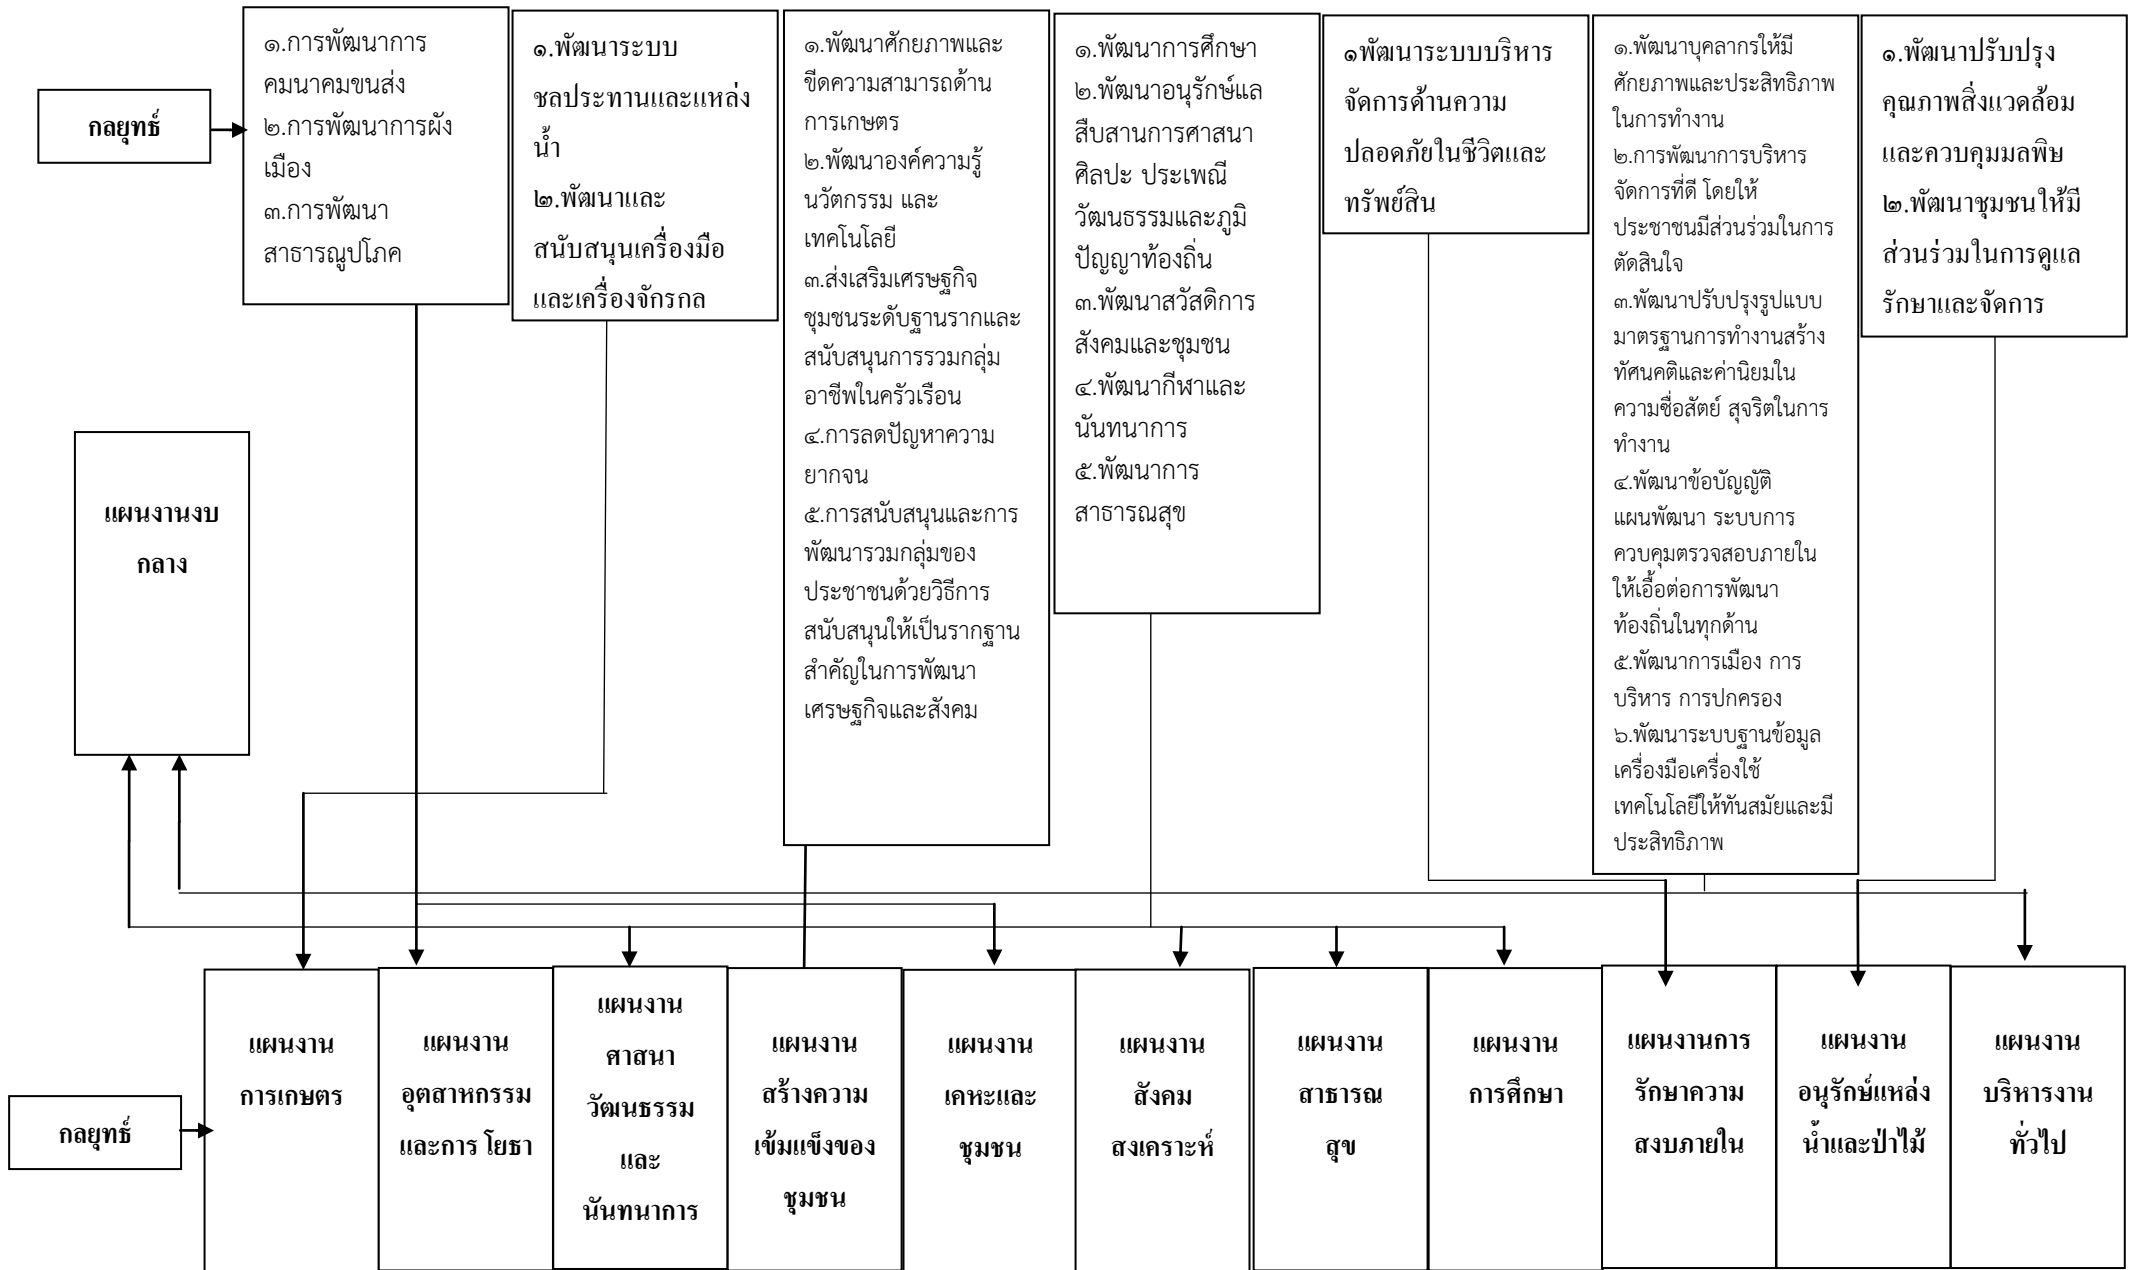 กลยุทธ์
๑.การพัฒนาการ
คมนาคมขนส่ง
๒.การพัฒนาการผัง
เมือง
๓.การพัฒนา
สาธารณูปโภค
๑.พัฒนาระบบ
ชลประทานและแหล่ง
น้ำ
๒.พัฒนาและ
สนับสนุนเครื่องมือ
และเครื่องจักรกล
๑.พัฒนาศักยภาพและ
ขีดความสามารถด้าน
การเกษตร
๒.พัฒนาองค์ความรู้
นวัตกรรม และ
เทคโนโลยี
๓.ส่งเสริมเศรษฐกิจ
ชุมชนระดับฐานรากและ
สนับสนุนการรวมกลุ่ม
อาชีพในครัวเรือน
๔.การลดปัญหาความ
ยากจน
๕.การสนับสนุนและการ
พัฒนารวมกลุ่มของ
ประชาชนด้วยวิธีการ
สนับสนุนให้เป็นรากฐาน
สำคัญในการพัฒนา
เศรษฐกิจและสังคม
๑.พัฒนาการศึกษา
๒.พัฒนาอนุรักษ์แล
สืบสานการศาสนา
ศิลปะ ประเพณี
วัฒนธรรมและภูมิ
ปัญญาท้องถิ่น
๓.พัฒนาสวัสดิการ
สังคมและชุมชน
๔.พัฒนากีฬาและ
นันทนาการ
๕.พัฒนาการ
สาธารณสุข
๑พัฒนาระบบบริหาร
จัดการด้านความ
ปลอดภัยในชีวิตและ
ทรัพย์สิน
๑.พัฒนาบุคลากรให้มี
ศักยภาพและประสิทธิภาพ
ในการทำงาน
๒.การพัฒนาการบริหาร
จัดการที่ดี โดยให้
ประชาชนมีส่วนร่วมในการ
ตัดสินใจ
๓.พัฒนาปรับปรุงรูปแบบ
มาตรฐานการทำงานสร้าง
ทัศนคติและค่านิยมใน
ความซื่อสัตย์ สุจริตในการ
ทำงาน
๔.พัฒนาข้อบัญญัติ
แผนพัฒนา ระบบการ
ควบคุมตรวจสอบภายใน
ให้เอื้อต่อการพัฒนา
ท้องถิ่นในทุกด้าน
๕.พัฒนาการเมือง การ
บริหาร การปกครอง
๖.พัฒนาระบบฐานข้อมูล
เครื่องมือเครื่องใช้
เทคโนโลยีให้ทันสมัยและมี
ประสิทธิภาพ
๑.พัฒนาปรับปรุง
คุณภาพสิ่งแวดล้อม
และควบคุมมลพิษ
๒.พัฒนาชุมชนให้มี
ส่วนร่วมในการดูแล
รักษาและจัดการ
แผนงานงบ
กลาง
กลยุทธ์
แผนงาน
การเกษตร
แผนงาน
อุตสาหกรรม
และการ โยธา
แผนงาน
ศาสนา
วัฒนธรรม
และ
นันทนาการ
แผนงาน
สร้างความ
เข้มแข็งของ
ชุมชน
แผนงาน
เคหะและ
ชุมชน
แผนงาน
สังคม
สงเคราะห์
แผนงาน
สาธารณ
สุข
แผนงาน
การศึกษา
แผนงานการ
รักษาความ
สงบภายใน
แผนงาน
อนุรักษ์แหล่ง
น้ำและป่าไม้
แผนงาน
บริหารงาน
ทั่วไป